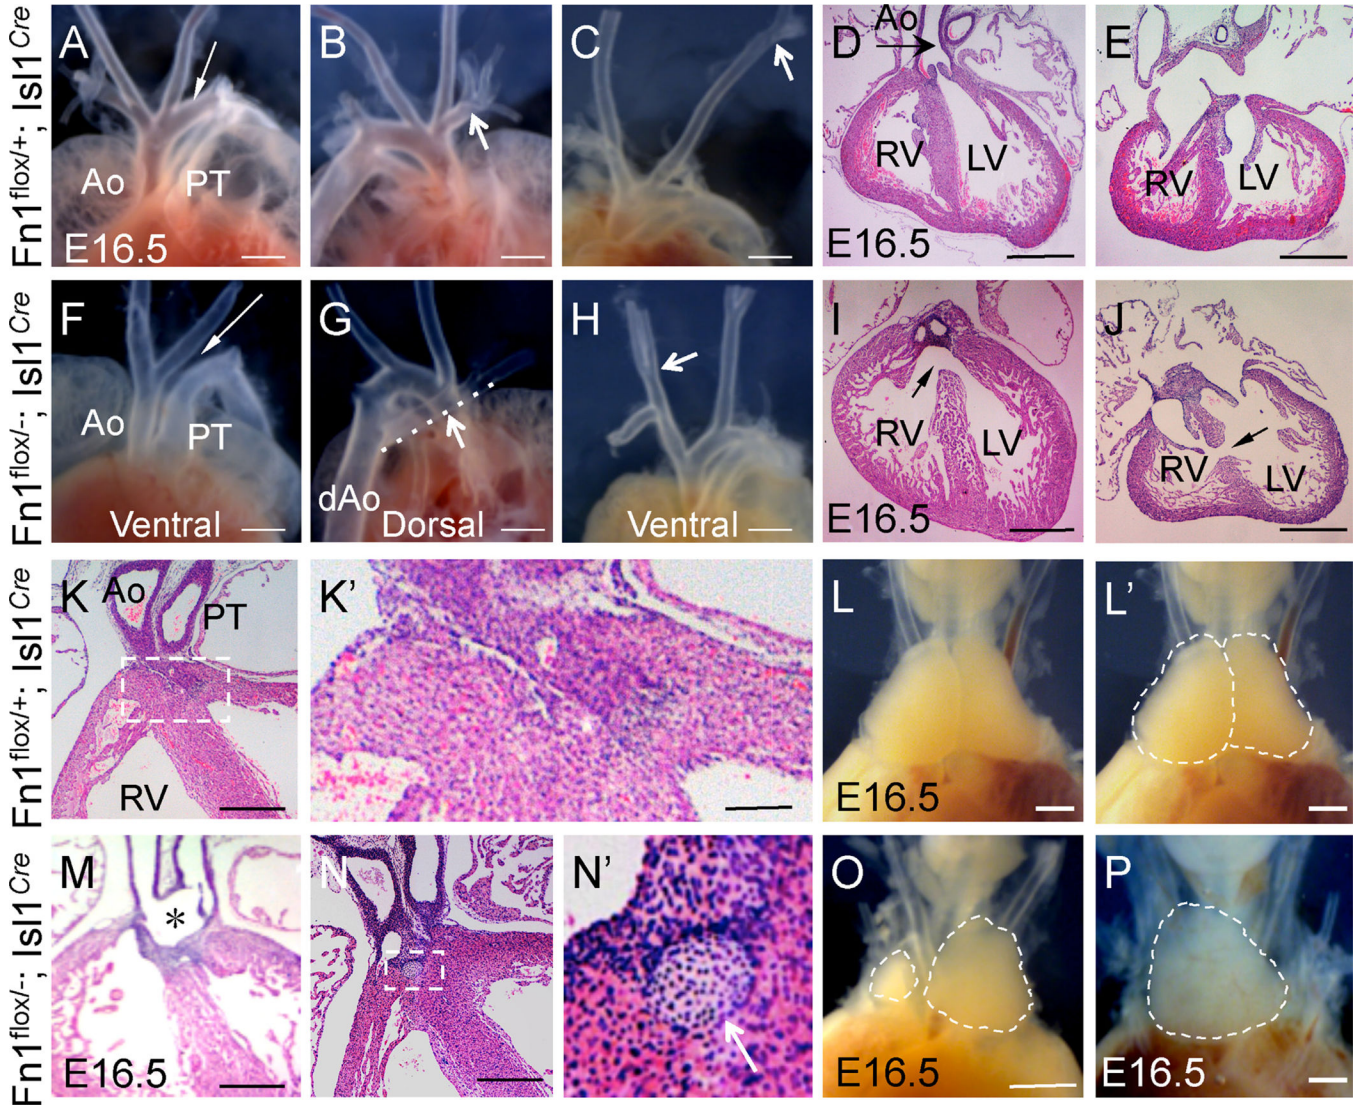 Fn1flox/+; Isl1Cre
A
Ao
PT
E16.5
B
C
D
Ao
RV
LV
E16.5
E
RV
LV
Fn1flox/-; Isl1Cre
F
Ao
PT
Ventral
G
dAo
Dorsal
H
Ventral
I
RV
LV
E16.5
J
RV
LV
Fn1flox/+; Isl1Cre
K
Ao
PT
RV
K'
L
E16.5
L'
Fn1flox/-; Isl1Cre
M
*
E16.5
N
N'
O
E16.5
P
E16.5